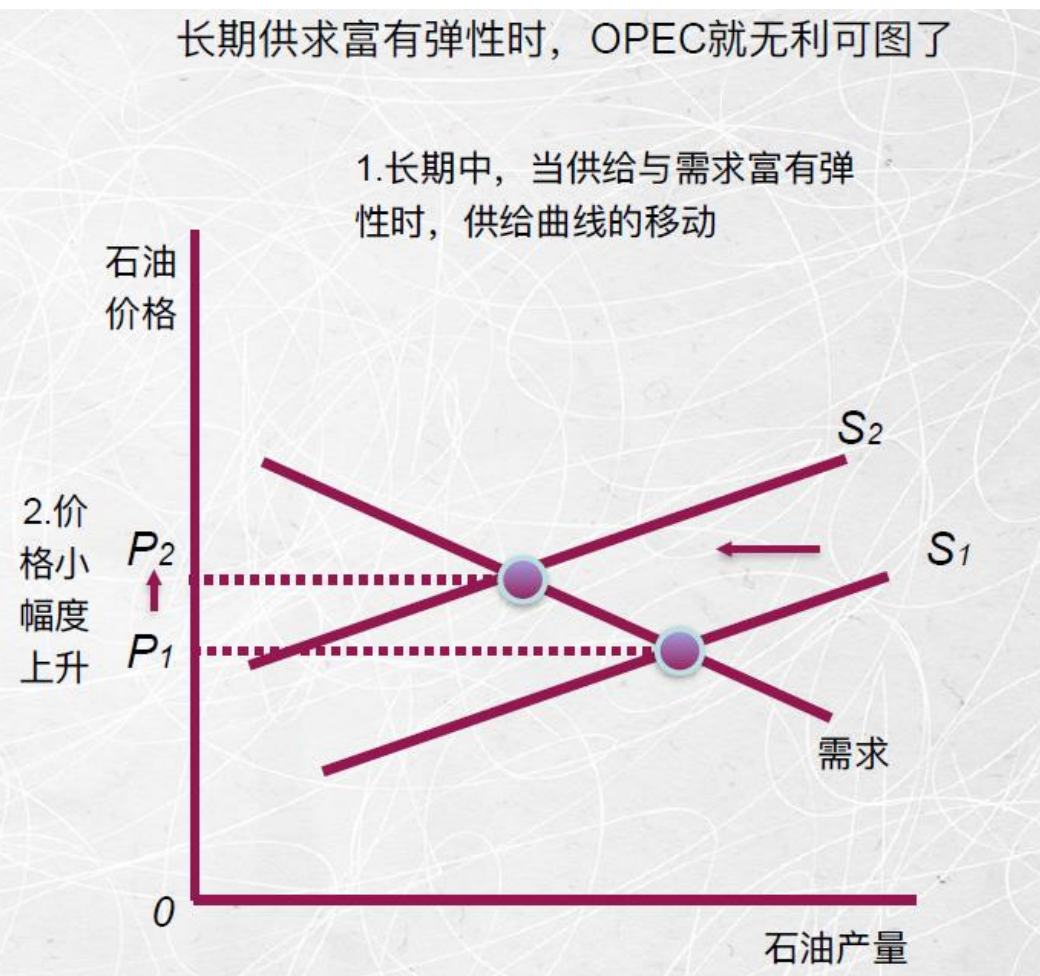 长期供求富有弹性时，OPEC就无利可图了
1.长期中，当供给与需求富有弹
性时，供给曲线的移动
石油
价格
S2
S1
2.价
格小
幅度
上升
P2
P1
需求
0
石油产量